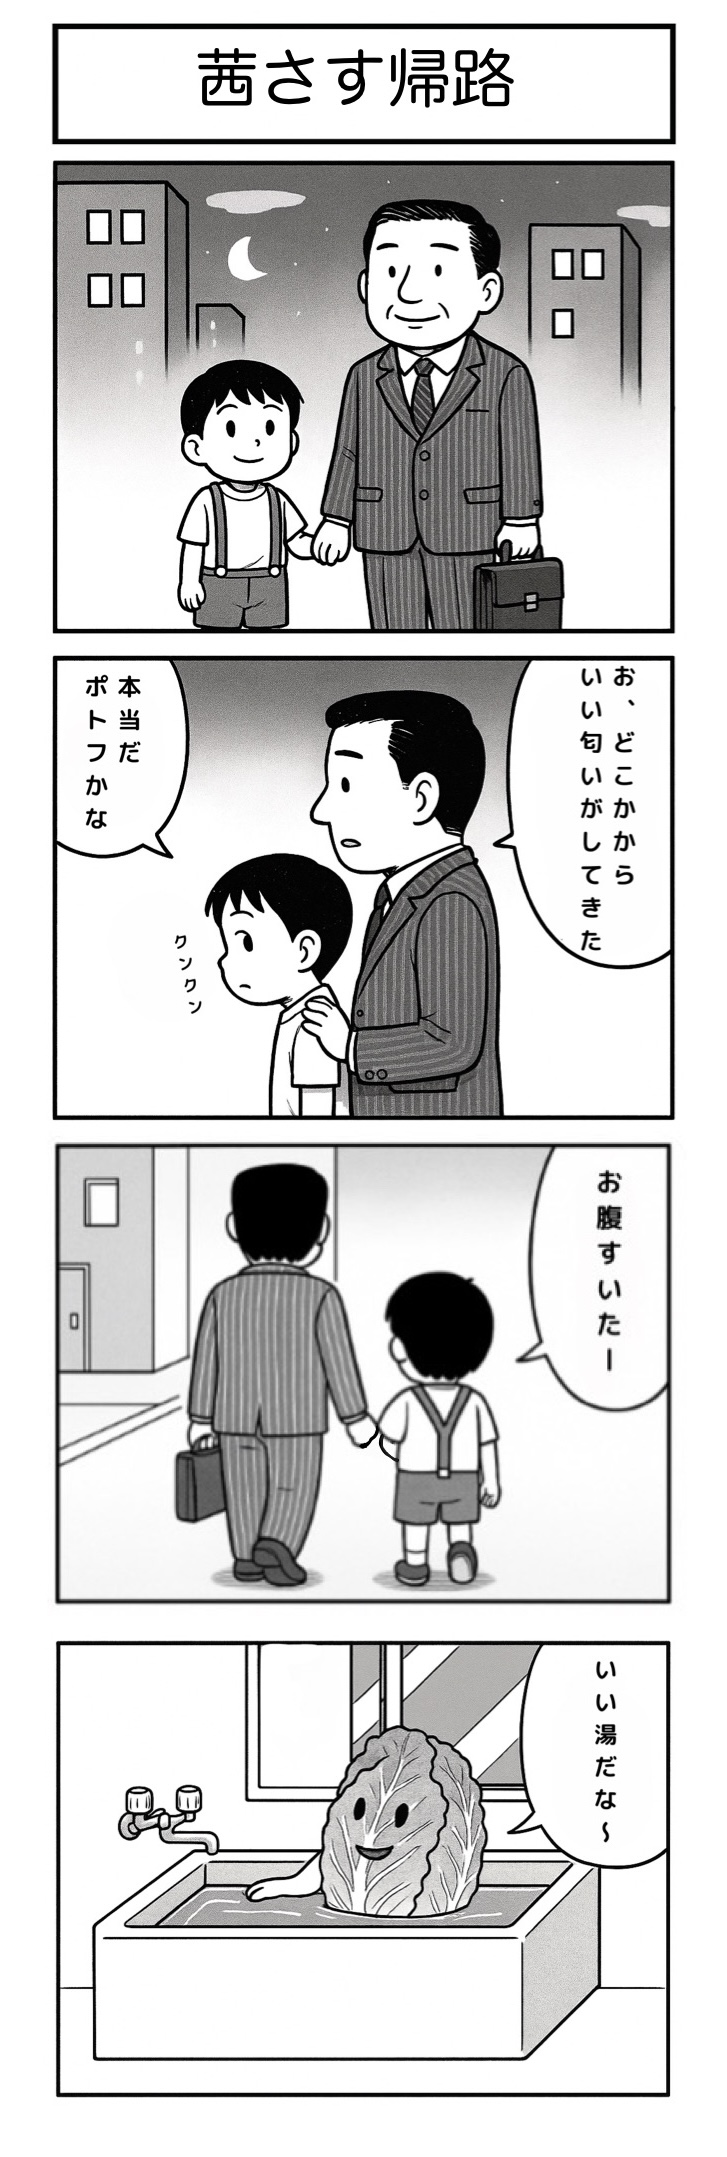 茜さす帰路
お、どこかから
いい匂いがしてきた
本当だ
ポトフかな
クンクン
お腹すいたー
いい湯だな〜